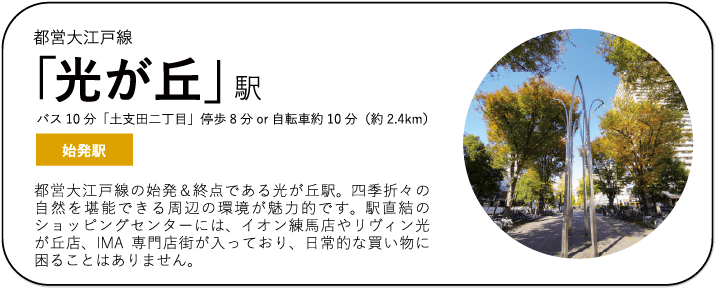 都営大江戸線
「光が丘」駅
バス10分「土支田二丁目」停歩8分or自転車約10分（約2.4km）
始発駅
都営大江戸線の始発＆終点である光が丘駅。四季折々の
自然を堪能できる周辺の環境が魅力的です。駅直結の
ショッピングセンターには、イオン練馬店やリヴィン光
が丘店、IMA 専門店街が入っており、日常的な買い物に
困ることはありません。